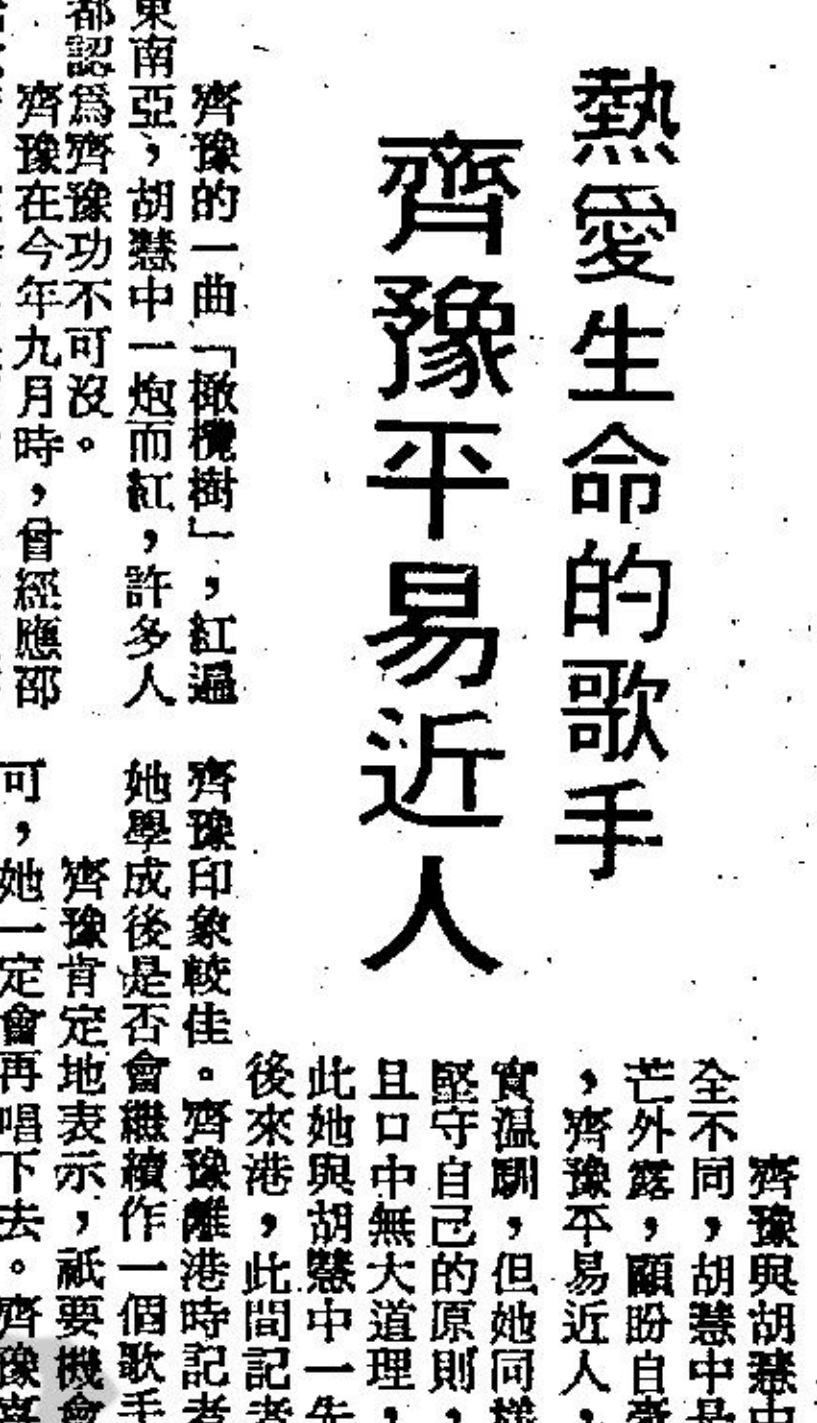 熱愛生命的歌手
齊豫平易近人
齊豫與胡慧中
全不同,胡慧中是
芒外露,顧盼自豪
,齊豫平易近人,
實溫馴,但她同樣
堅守自己的原則,
且口中無大道理,
此她與胡慧中一先
後來港,此間記者
齊豫的一曲「橄欖樹」,紅遍
東南亞,胡慧中一炮而紅,許多人
都認爲齊豫功不可沒。
齊豫在今年九月時,曾經應邵
齊豫印象較佳。齊豫離港時記者
她學成後是否會繼續作一個歌手
齊豫肯定地表示,祇要機會
可,她一定會再唱下去。齊豫